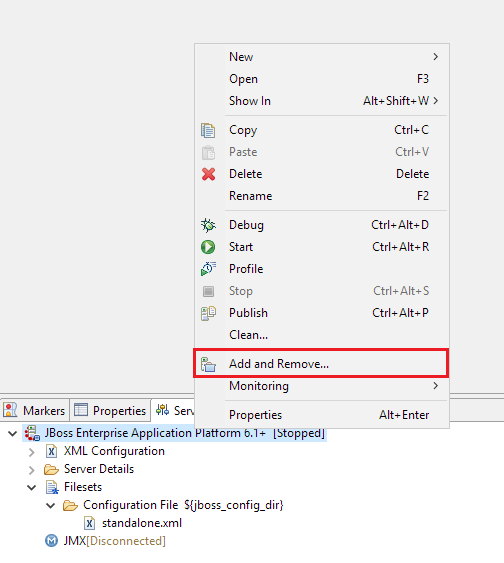 New
Open F3
Show In Alt+Shift+W
Copy Ctrl+C
Paste Ctrl+V
Delete Delete
Rename F2
Debug Ctrl+Alt+D
Start Ctrl+Alt+R
Profile
Stop Ctrl+Alt+S
Publish Ctrl+Alt+P
Clean...
Add and Remove...
Monitoring
Properties Alt+Enter
Markers Properties Serv
JBoss Enterprise Application Platform 6.1+ [Stopped]
XML Configuration
Server Details
Filesets
Configuration File ${jboss_config_dir}
standalone.xml
JMX[Disconnected]